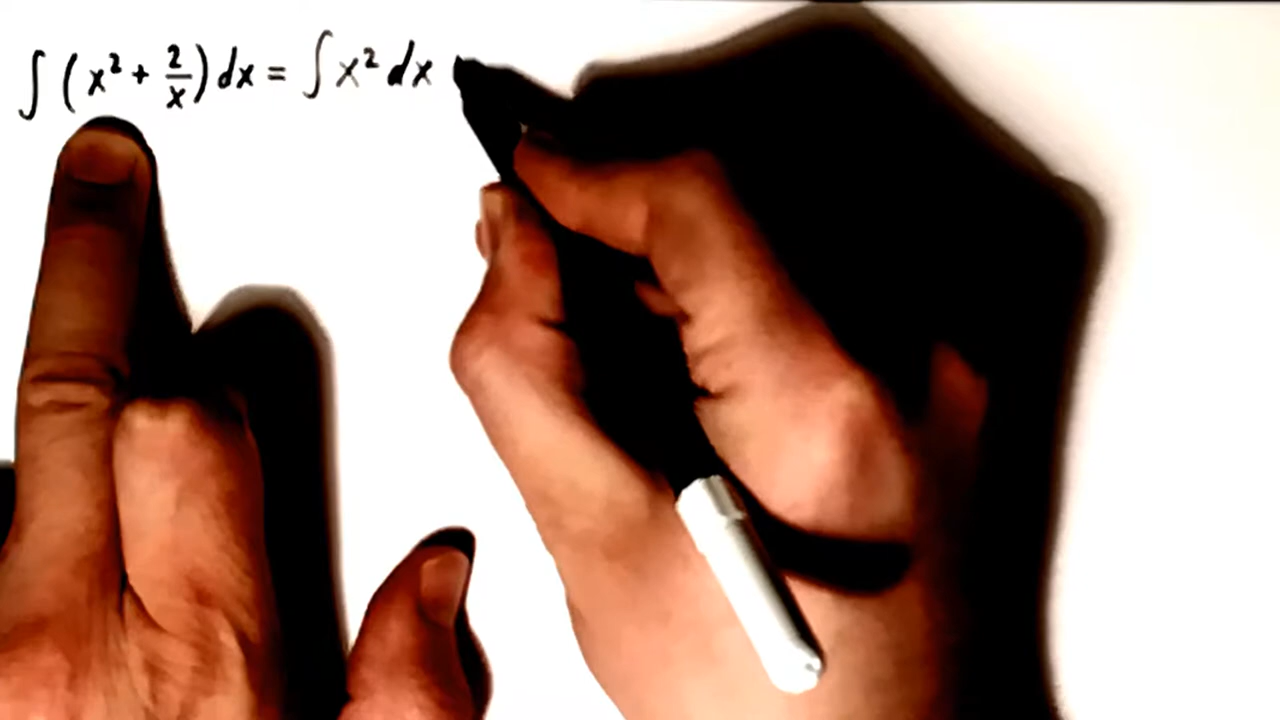 ∫ (x² + 2/x) dx = ∫ x² dx